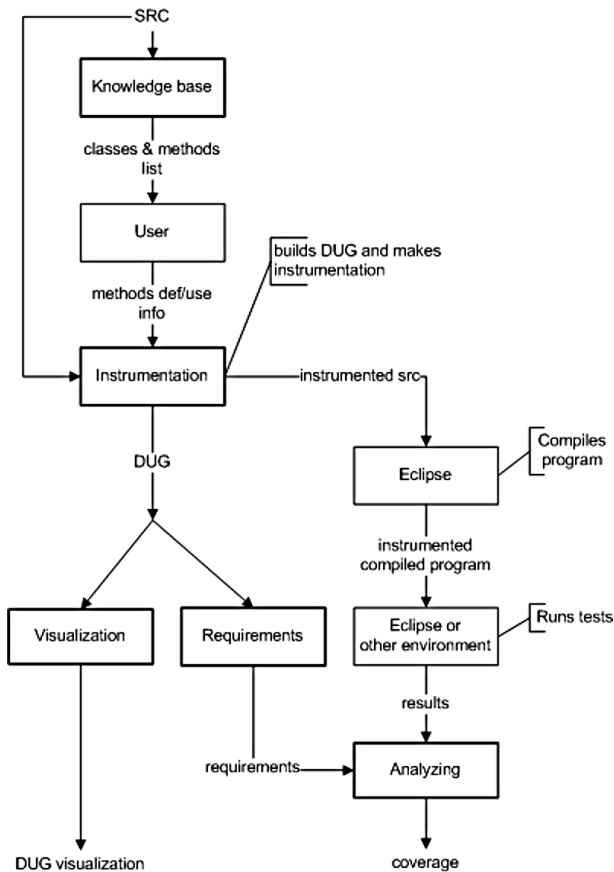 SRC
Knowledge base
classes & methods
list
User
builds DUG and makes
instrumentation
methods def/use
info
Instrumentation
instrumented src
DUG
Eclipse
Compiles
program
instrumented
compiled program
Visualization
Requirements
Eclipse or
other environment
Runs tests
results
requirements
Analyzing
DUG visualization
coverage